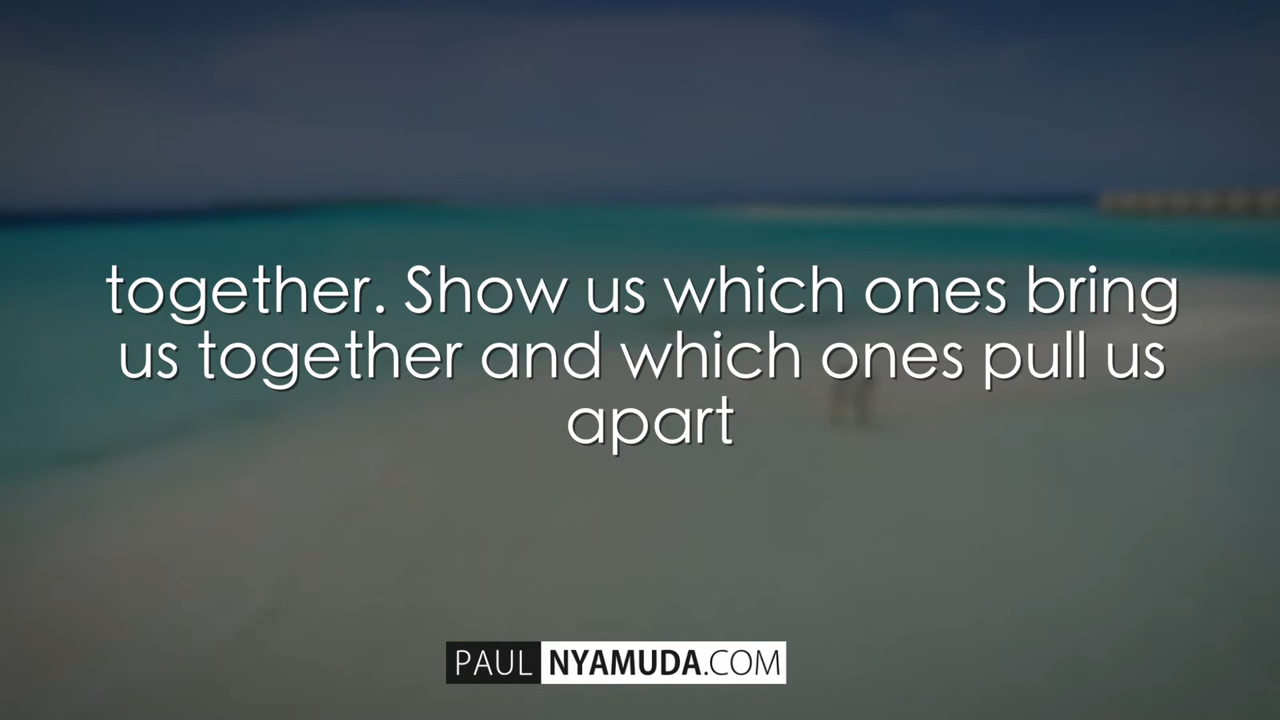 together. Show us which ones bring
us together and which ones pull us
apart
PAUL NYAMUDA.COM